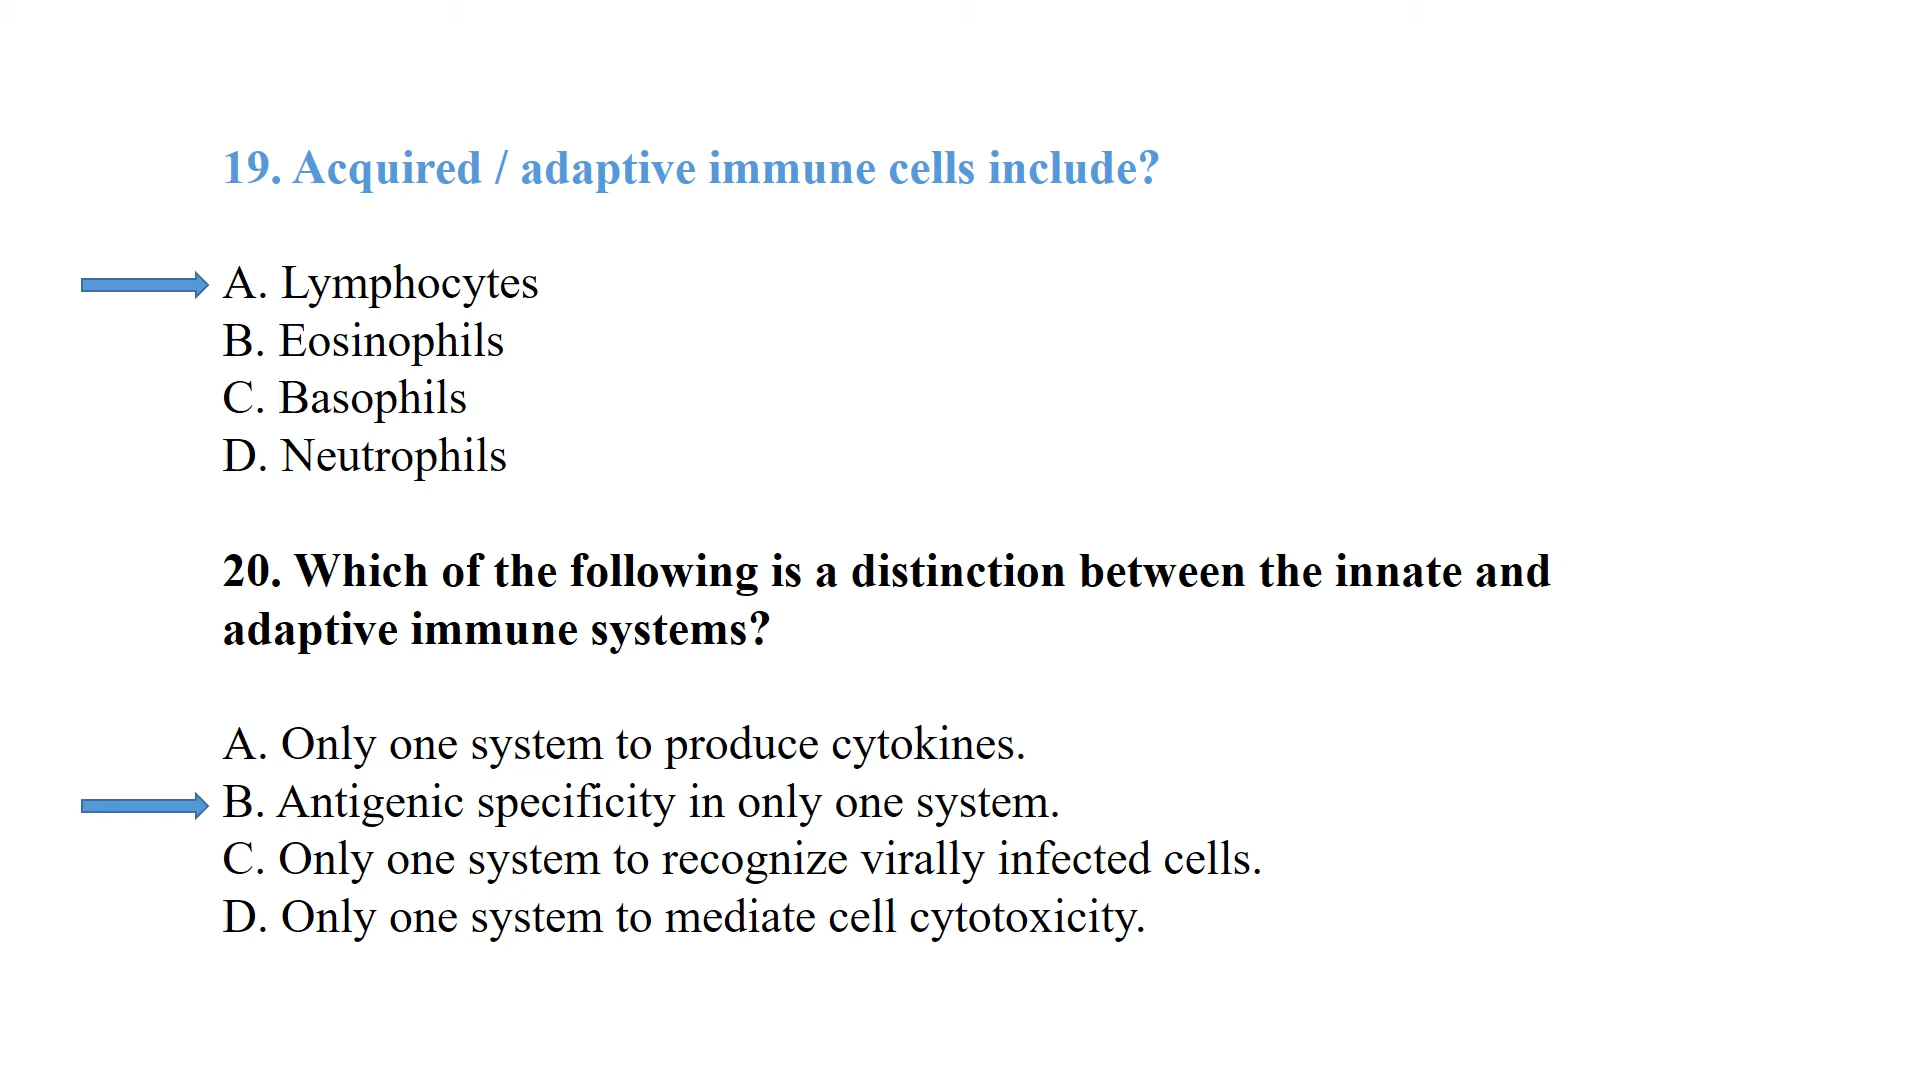 19. Acquired / adaptive immune cells include?
A. Lymphocytes
B. Eosinophils
C. Basophils
D. Neutrophils
20. Which of the following is a distinction between the innate and
adaptive immune systems?
A. Only one system to produce cytokines.
B. Antigenic specificity in only one system.
C. Only one system to recognize virally infected cells.
D. Only one system to mediate cell cytotoxicity.